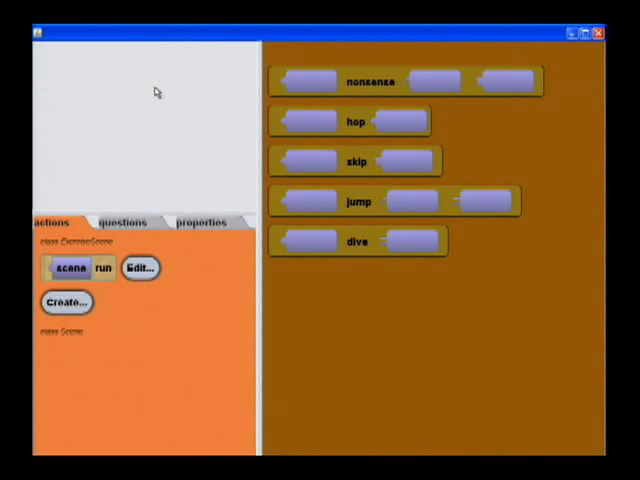 actions questions properties
class ExerciseScene
scene run Edit...
Create...
class Scene
nonsense
hop
skip
jump
dive